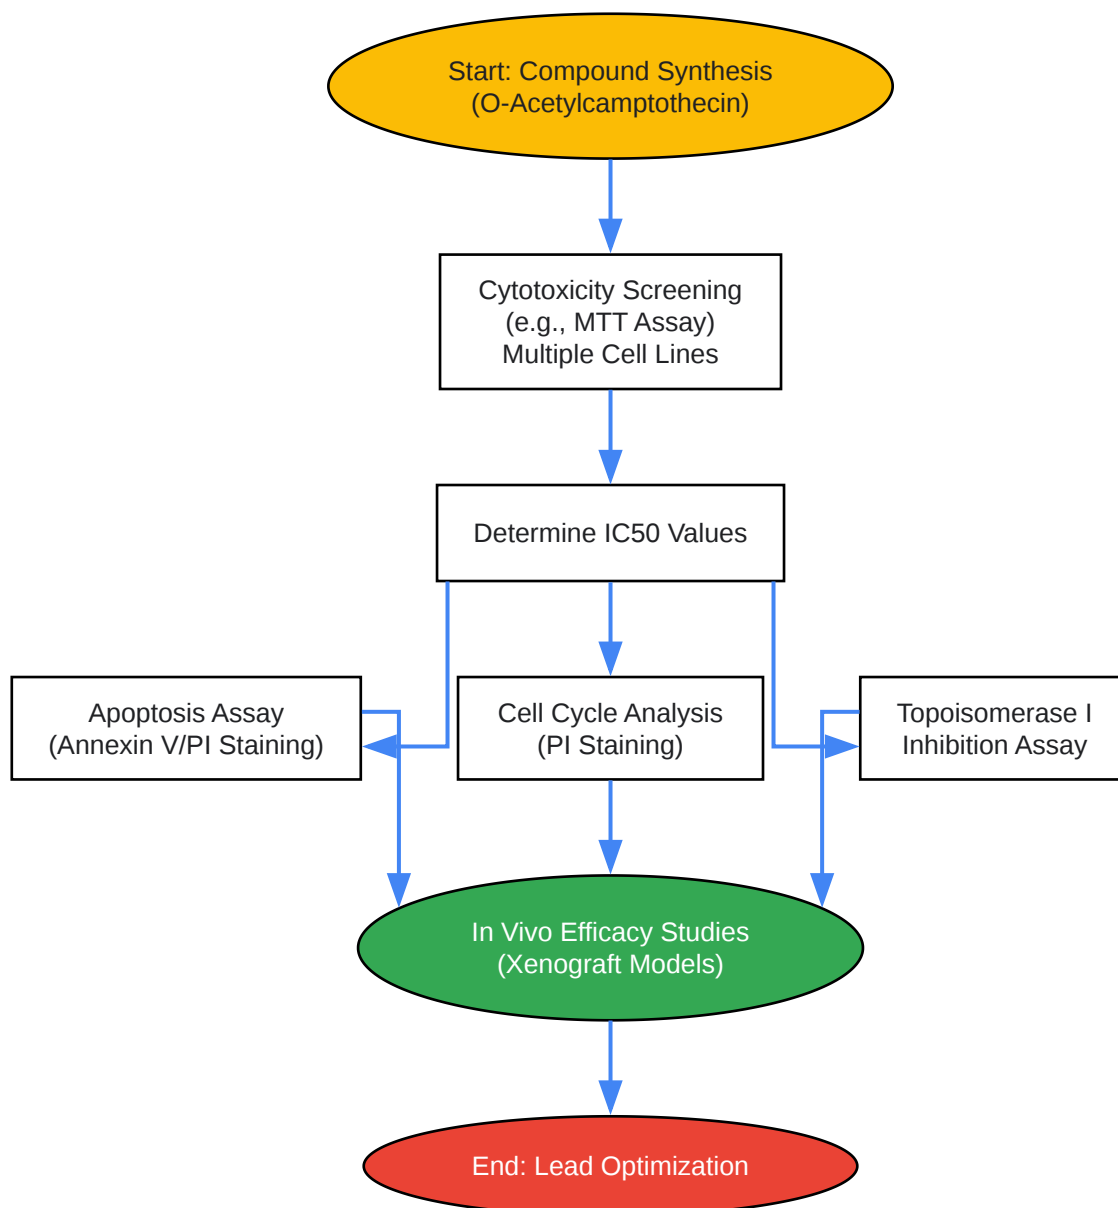 Start: Compound Synthesis
(O-Acetylcamptothecin)
Cytotoxicity Screening
(e.g., MTT Assay)
Multiple Cell Lines
Determine IC50 Values
Apoptosis Assay
(Annexin V/PI Staining)
Cell Cycle Analysis
(PI Staining)
Topoisomerase I
Inhibition Assay
In Vivo Efficacy Studies
(Xenograft Models)
End: Lead Optimization